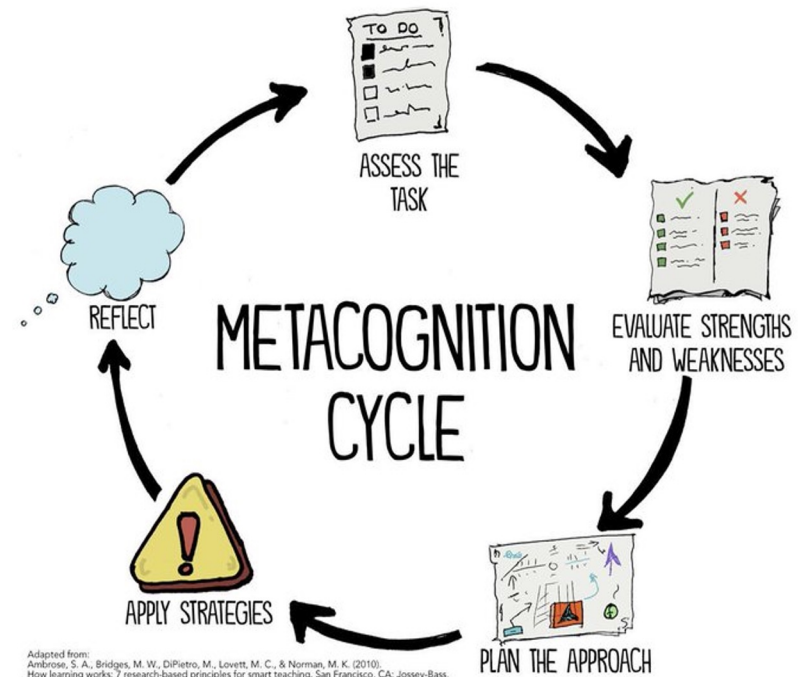 TO DO
ASSESS THE
TASK
EVALUATE STRENGTHS
AND WEAKNESSES
REFLECT
METACOGNITION
CYCLE
APPLY STRATEGIES
PLAN THE APPROACH
Adapted from:
Ambrose, S. A., Bridges, M. W., DiPietro, M., Lovett, M. C., & Norman, M. K. (2010).
How learning works: 7 research-based principles for smart teaching. San Francisco, CA: Jossey-Bass.